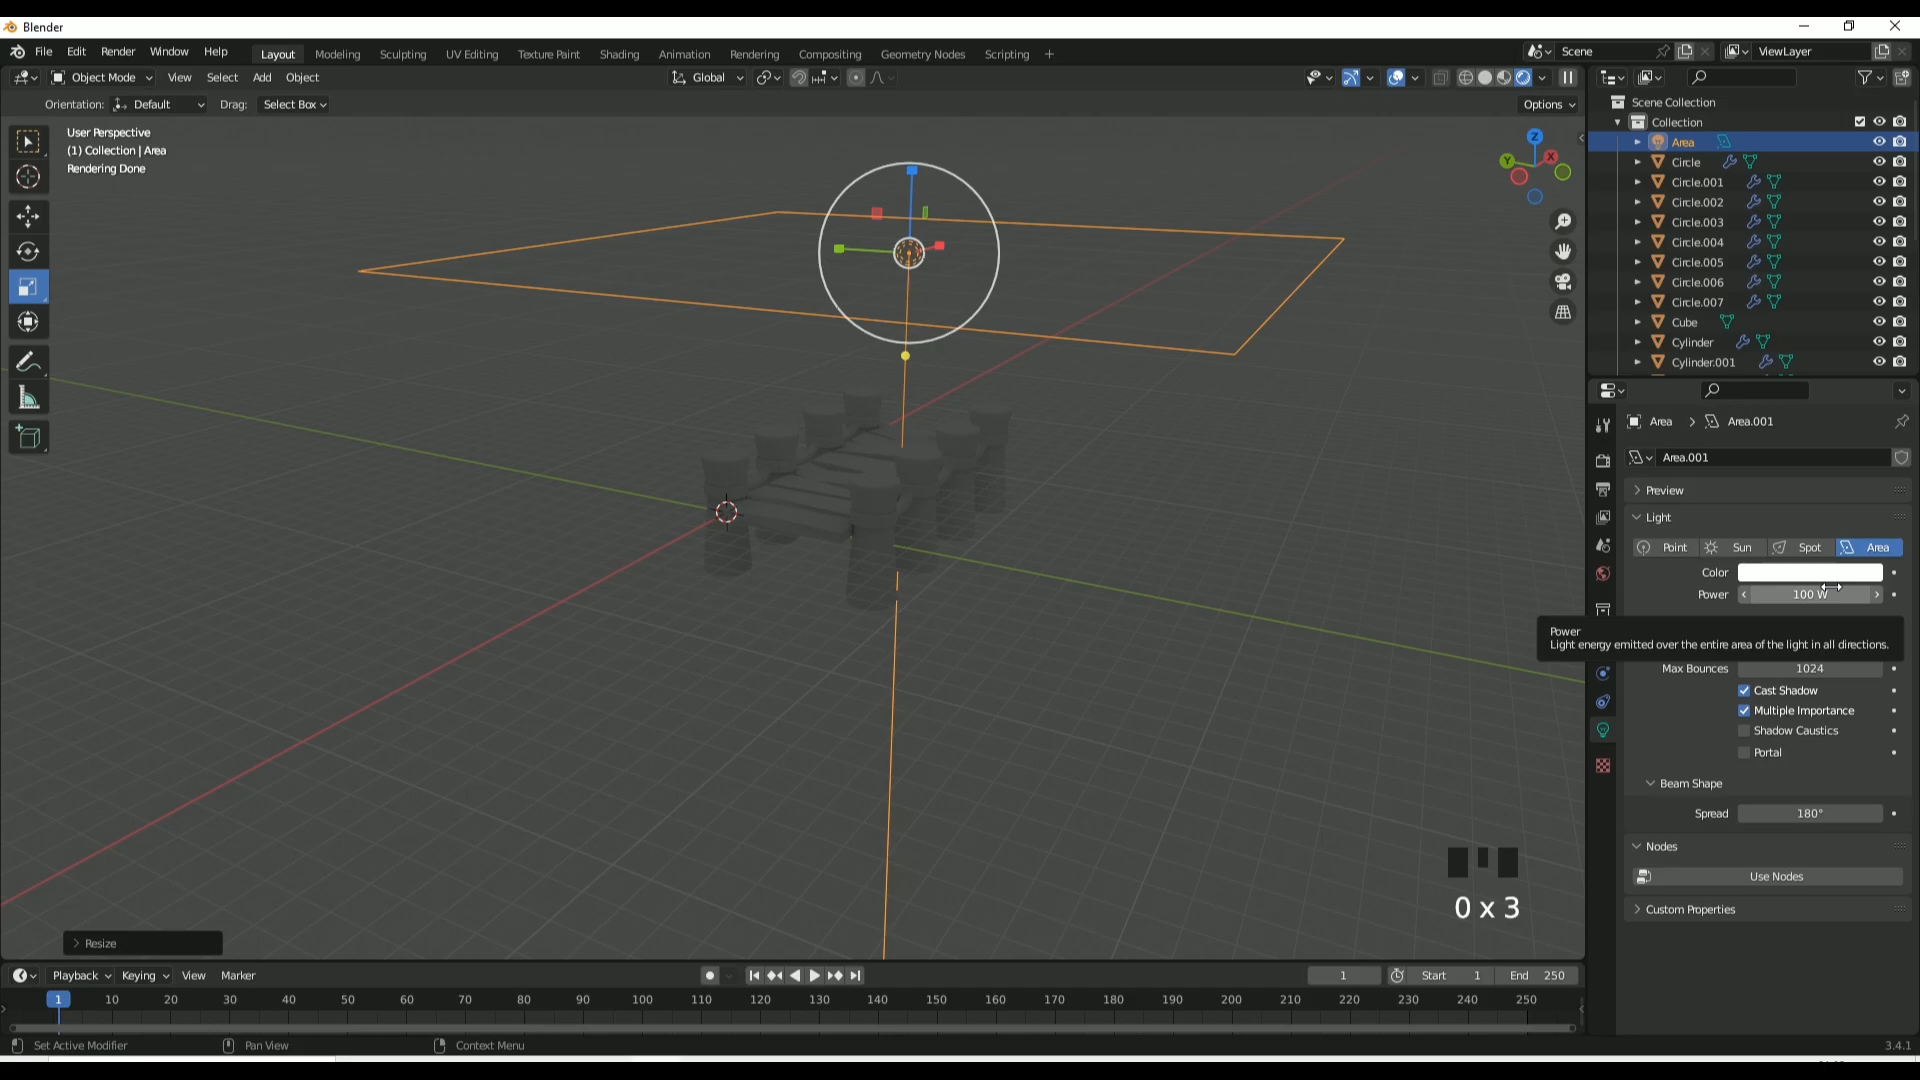 Blender
File Edit Render Window Help Layout Modeling Sculpting UV Editing Texture Paint Shading Animation Rendering Compositing Geometry Nodes Scripting + Scene ViewLayer
Object Mode View Select Add Object Global
Orientation: Default Drag: Select Box Options
User Perspective
(1) Collection | Area
Rendering Done
Z
Y
X
Scene Collection
Collection
Area
Circle
Circle.001
Circle.002
Circle.003
Circle.004
Circle.005
Circle.006
Circle.007
Cube
Cylinder
Cylinder.001
Area > Area.001
Area.001
Preview
Light
Point Sun Spot Area
Color
Power 100 W
Power
Light energy emitted over the entire area of the light in all directions.
Max Bounces 1024
Cast Shadow
Multiple Importance
Shadow Caustics
Portal
Beam Shape
Spread 180°
Nodes
Use Nodes
Custom Properties
0 x 3
Resize
Playback Keying View Marker 1 Start 1 End 250
1 10 20 30 40 50 60 70 80 90 100 110 120 130 140 150 160 170 180 190 200 210 220 230 240 250
Set Active Modifier Pan View Context Menu 3.4.1